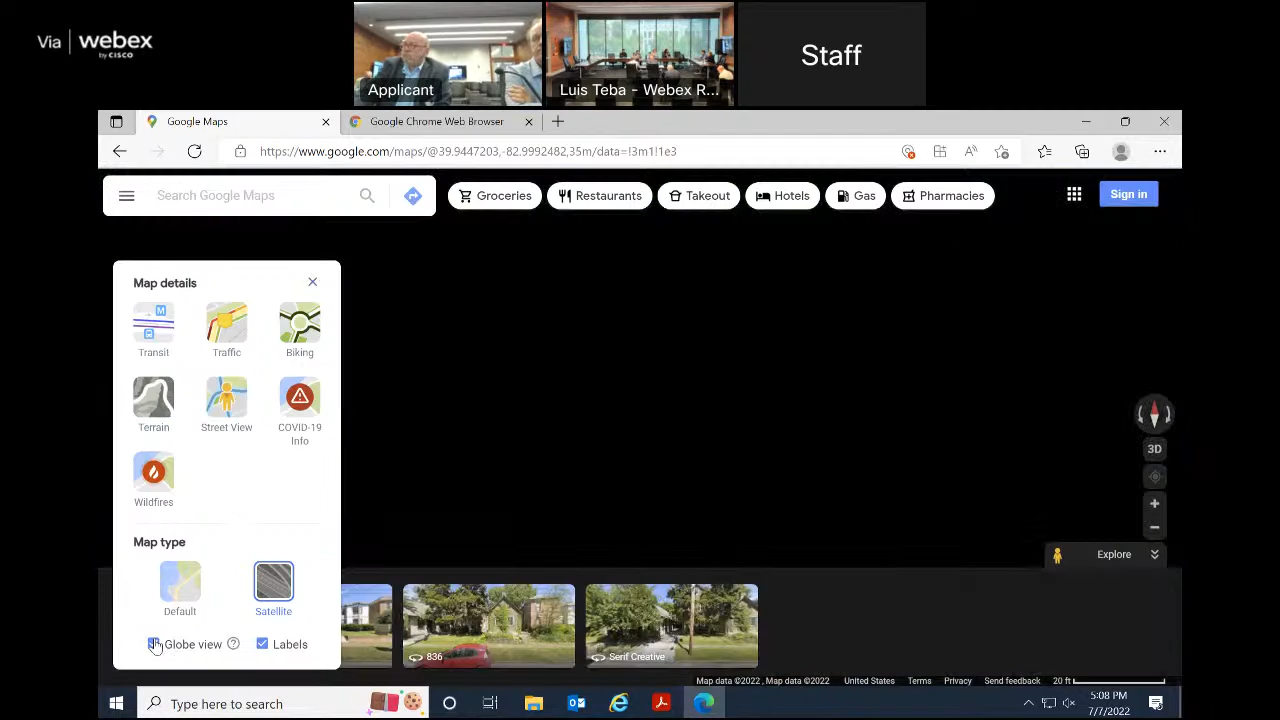 Via webex
by CISCO
Applicant
Luis Teba - Webex R...
Staff
Google Maps
Google Chrome Web Browser
https://www.google.com/maps/@39.9447203,-82.9992482,35m/data=!3m1!1e3
Search Google Maps
Groceries
Restaurants
Takeout
Hotels
Gas
Pharmacies
Sign in
Map details
Transit
Traffic
Biking
Terrain
Street View
COVID-19
Info
Wildfires
Map type
Default
Satellite
Globe view
Labels
3D
Explore
836
Serif Creative
Map data ©2022 , Map data ©2022 United States Terms Privacy Send feedback 20 ft
Type here to search
5:08 PM
7/7/2022